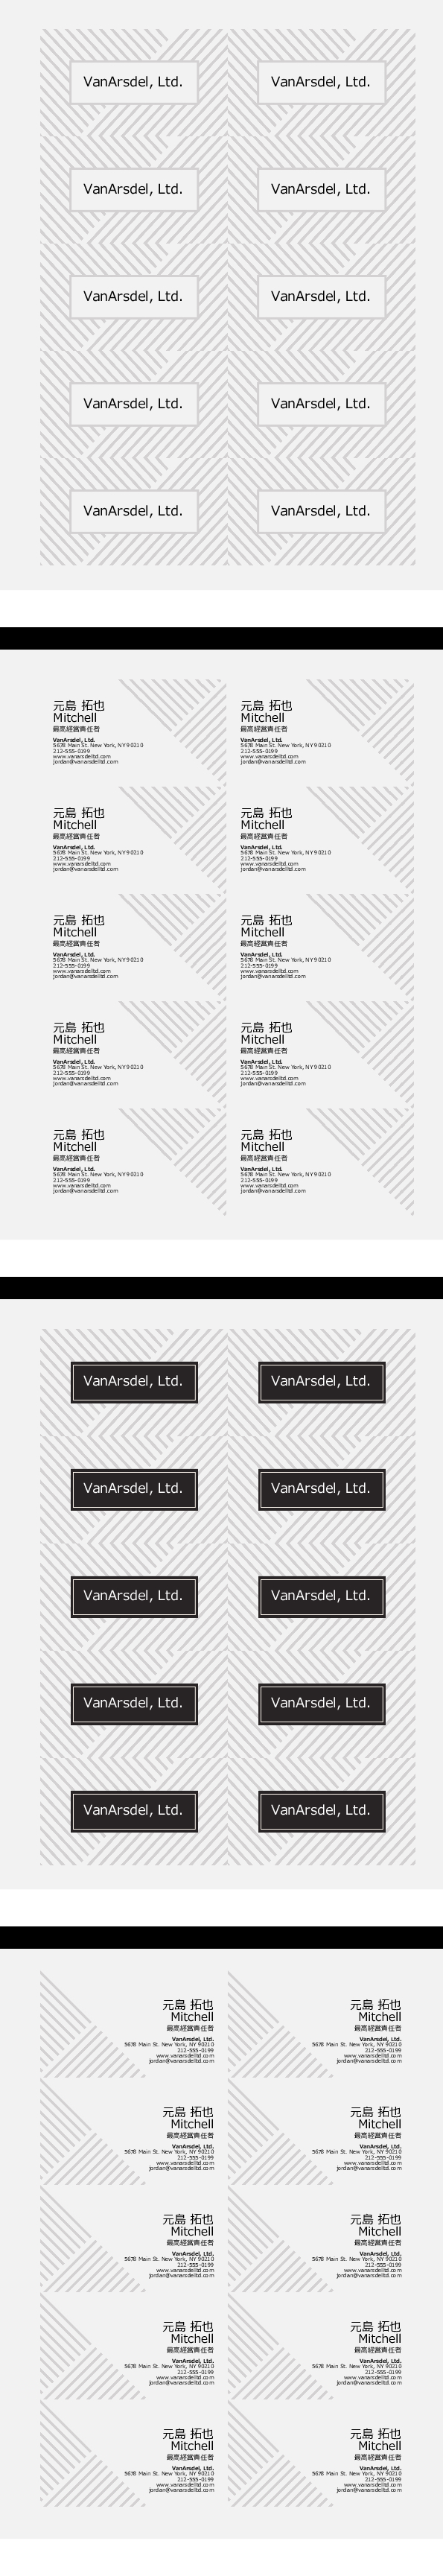 VanArsdel, Ltd. VanArsdel, Ltd.
VanArsdel, Ltd. VanArsdel, Ltd.
VanArsdel, Ltd. VanArsdel, Ltd.
VanArsdel, Ltd. VanArsdel, Ltd.
VanArsdel, Ltd. VanArsdel, Ltd.
元島 拓也
Mitchell
最高経営責任者
VanArsdel, Ltd.
5678 Main St. New York, NY 90210
212-555-0199
www.vanarsdelltd.com
jordan@vanarsdelltd.com
元島 拓也
Mitchell
最高経営責任者
VanArsdel, Ltd.
5678 Main St. New York, NY 90210
212-555-0199
www.vanarsdelltd.com
jordan@vanarsdelltd.com
元島 拓也
Mitchell
最高経営責任者
VanArsdel, Ltd.
5678 Main St. New York, NY 90210
212-555-0199
www.vanarsdelltd.com
jordan@vanarsdelltd.com
元島 拓也
Mitchell
最高経営責任者
VanArsdel, Ltd.
5678 Main St. New York, NY 90210
212-555-0199
www.vanarsdelltd.com
jordan@vanarsdelltd.com
元島 拓也
Mitchell
最高経営責任者
VanArsdel, Ltd.
5678 Main St. New York, NY 90210
212-555-0199
www.vanarsdelltd.com
jordan@vanarsdelltd.com
元島 拓也
Mitchell
最高経営責任者
VanArsdel, Ltd.
5678 Main St. New York, NY 90210
212-555-0199
www.vanarsdelltd.com
jordan@vanarsdelltd.com
元島 拓也
Mitchell
最高経営責任者
VanArsdel, Ltd.
5678 Main St. New York, NY 90210
212-555-0199
www.vanarsdelltd.com
jordan@vanarsdelltd.com
元島 拓也
Mitchell
最高経営責任者
VanArsdel, Ltd.
5678 Main St. New York, NY 90210
212-555-0199
www.vanarsdelltd.com
jordan@vanarsdelltd.com
元島 拓也
Mitchell
最高経営責任者
VanArsdel, Ltd.
5678 Main St. New York, NY 90210
212-555-0199
www.vanarsdelltd.com
jordan@vanarsdelltd.com
元島 拓也
Mitchell
最高経営責任者
VanArsdel, Ltd.
5678 Main St. New York, NY 90210
212-555-0199
www.vanarsdelltd.com
jordan@vanarsdelltd.com
VanArsdel, Ltd. VanArsdel, Ltd.
VanArsdel, Ltd. VanArsdel, Ltd.
VanArsdel, Ltd. VanArsdel, Ltd.
VanArsdel, Ltd. VanArsdel, Ltd.
VanArsdel, Ltd. VanArsdel, Ltd.
元島 拓也
Mitchell
最高経営責任者
VanArsdel, Ltd.
5678 Main St. New York, NY 90210
212-555-0199
www.vanarsdelltd.com
jordan@vanarsdelltd.com
元島 拓也
Mitchell
最高経営責任者
VanArsdel, Ltd.
5678 Main St. New York, NY 90210
212-555-0199
www.vanarsdelltd.com
jordan@vanarsdelltd.com
元島 拓也
Mitchell
最高経営責任者
VanArsdel, Ltd.
5678 Main St. New York, NY 90210
212-555-0199
www.vanarsdelltd.com
jordan@vanarsdelltd.com
元島 拓也
Mitchell
最高経営責任者
VanArsdel, Ltd.
5678 Main St. New York, NY 90210
212-555-0199
www.vanarsdelltd.com
jordan@vanarsdelltd.com
元島 拓也
Mitchell
最高経営責任者
VanArsdel, Ltd.
5678 Main St. New York, NY 90210
212-555-0199
www.vanarsdelltd.com
jordan@vanarsdelltd.com
元島 拓也
Mitchell
最高経営責任者
VanArsdel, Ltd.
5678 Main St. New York, NY 90210
212-555-0199
www.vanarsdelltd.com
jordan@vanarsdelltd.com
元島 拓也
Mitchell
最高経営責任者
VanArsdel, Ltd.
5678 Main St. New York, NY 90210
212-555-0199
www.vanarsdelltd.com
jordan@vanarsdelltd.com
元島 拓也
Mitchell
最高経営責任者
VanArsdel, Ltd.
5678 Main St. New York, NY 90210
212-555-0199
www.vanarsdelltd.com
jordan@vanarsdelltd.com
元島 拓也
Mitchell
最高経営責任者
VanArsdel, Ltd.
5678 Main St. New York, NY 90210
212-555-0199
www.vanarsdelltd.com
jordan@vanarsdelltd.com
元島 拓也
Mitchell
最高経営責任者
VanArsdel, Ltd.
5678 Main St. New York, NY 90210
212-555-0199
www.vanarsdelltd.com
jordan@vanarsdelltd.com